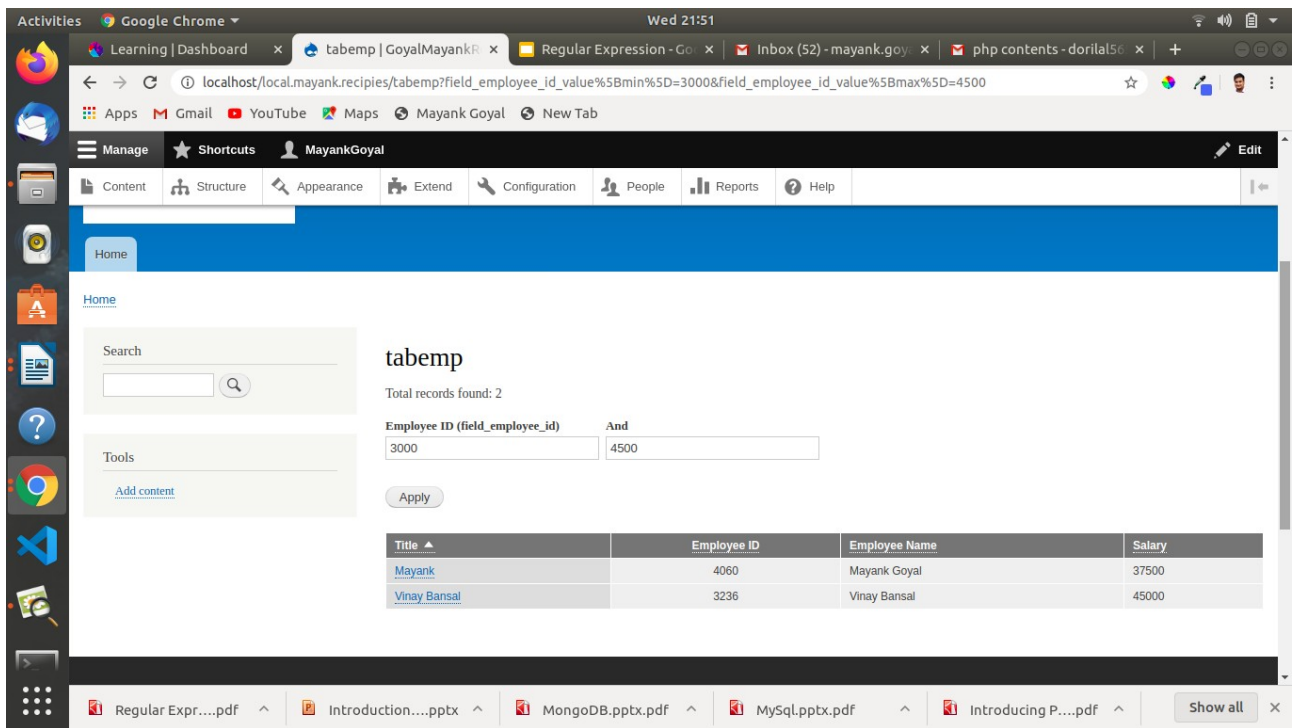 Activities Google Chrome Wed 21:51
Learning | Dashboard tabemp | GoyalMayankR Regular Expression - Go Inbox (52) - mayank.goy php contents - dorilal56
localhost/local.mayank.recipies/tabemp?field_employee_id_value%5Bmin%5D=3000&field_employee_id_value%5Bmax%5D=4500
Apps Gmail YouTube Maps Mayank Goyal New Tab
Manage Shortcuts MayankGoyal Edit
Content Structure Appearance Extend Configuration People Reports Help
Home
Home
Search
Tools
Add content
tabemp
Total records found: 2
Employee ID (field_employee_id) And
3000 4500
Apply
Title Employee ID Employee Name Salary
Mayank 4060 Mayank Goyal 37500
Vinay Bansal 3236 Vinay Bansal 45000
Regular Expr....pdf Introduction....pptx MongoDB.pptx.pdf MySql.pptx.pdf Introducing P....pdf Show all